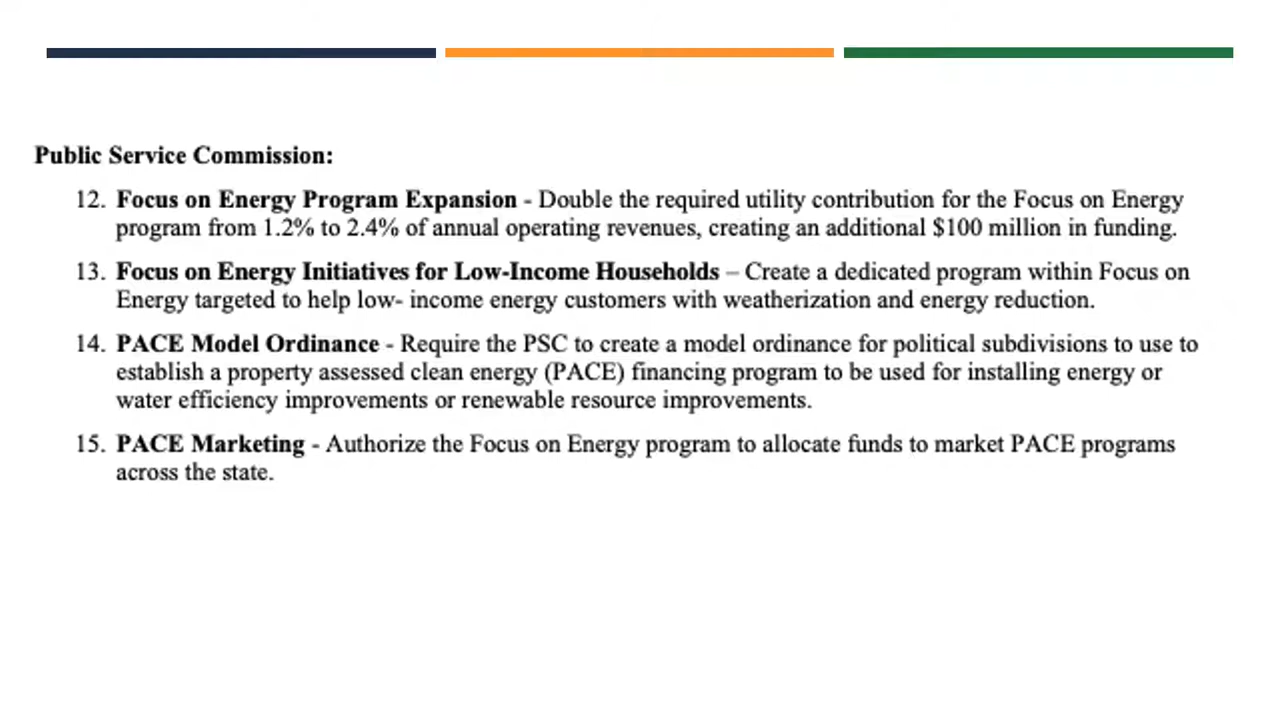 Public Service Commission:
12. Focus on Energy Program Expansion - Double the required utility contribution for the Focus on Energy
program from 1.2% to 2.4% of annual operating revenues, creating an additional $100 million in funding.
13. Focus on Energy Initiatives for Low-Income Households – Create a dedicated program within Focus on
Energy targeted to help low- income energy customers with weatherization and energy reduction.
14. PACE Model Ordinance - Require the PSC to create a model ordinance for political subdivisions to use to
establish a property assessed clean energy (PACE) financing program to be used for installing energy or
water efficiency improvements or renewable resource improvements.
15. PACE Marketing - Authorize the Focus on Energy program to allocate funds to market PACE programs
across the state.